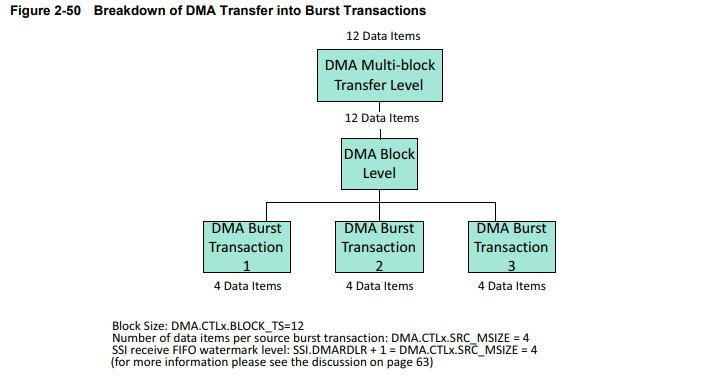 Figure 2-50 Breakdown of DMA Transfer into Burst Transactions
12 Data Items
DMA Multi-block
Transfer Level
12 Data Items
DMA Block
Level
DMA Burst
Transaction
1
DMA Burst
Transaction
2
DMA Burst
Transaction
3
4 Data Items
4 Data Items
4 Data Items
Block Size: DMA.CTLx.BLOCK_TS=12
Number of data items per source burst transaction: DMA.CTLx.SRC_MSIZE = 4
SSI receive FIFO watermark level: SSI.DMARDLR + 1 = DMA.CTLx.SRC_MSIZE = 4
(for more information please see the discussion on page 63)